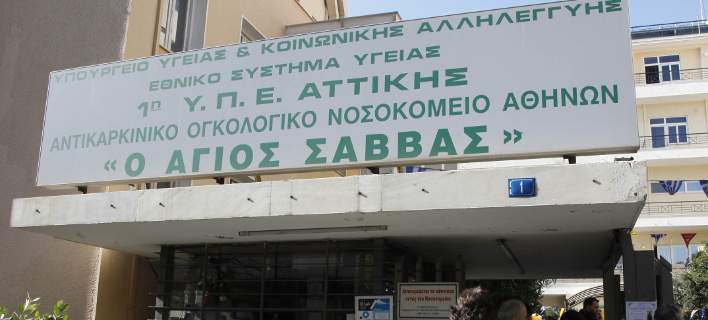 ΥΠΟΥΡΓΕΙΟ ΥΓΕΙΑΣ & ΚΟΙΝΩΝΙΚΗΣ ΑΛΛΗΛΕΓΓΥΗΣ
ΕΘΝΙΚΟ ΣΥΣΤΗΜΑ ΥΓΕΙΑΣ
1η Υ.Π.Ε. ΑΤΤΙΚΗΣ
ΑΝΤΙΚΑΡΚΙΝΙΚΟ ΟΓΚΟΛΟΓΙΚΟ ΝΟΣΟΚΟΜΕΙΟ ΑΘΗΝΩΝ
«Ο ΑΓΙΟΣ ΣΑΒΒΑΣ»
1